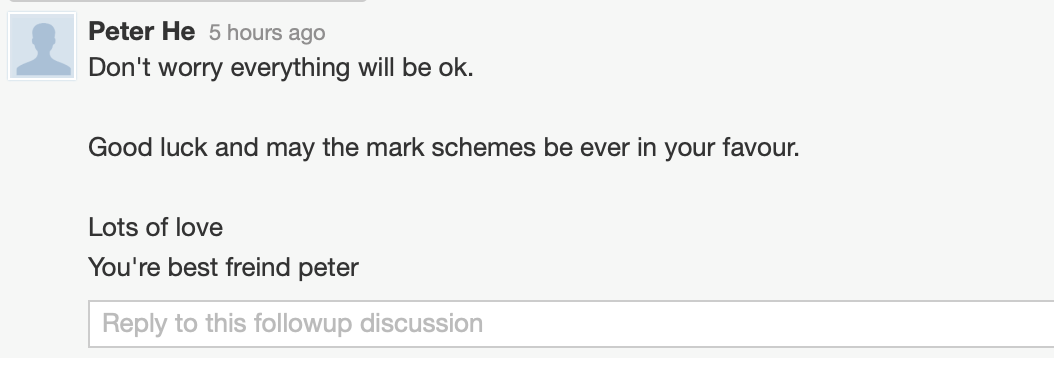 Peter He 5 hours ago
Don't worry everything will be ok.
Good luck and may the mark schemes be ever in your favour.
Lots of love
You're best freind peter
Reply to this followup discussion